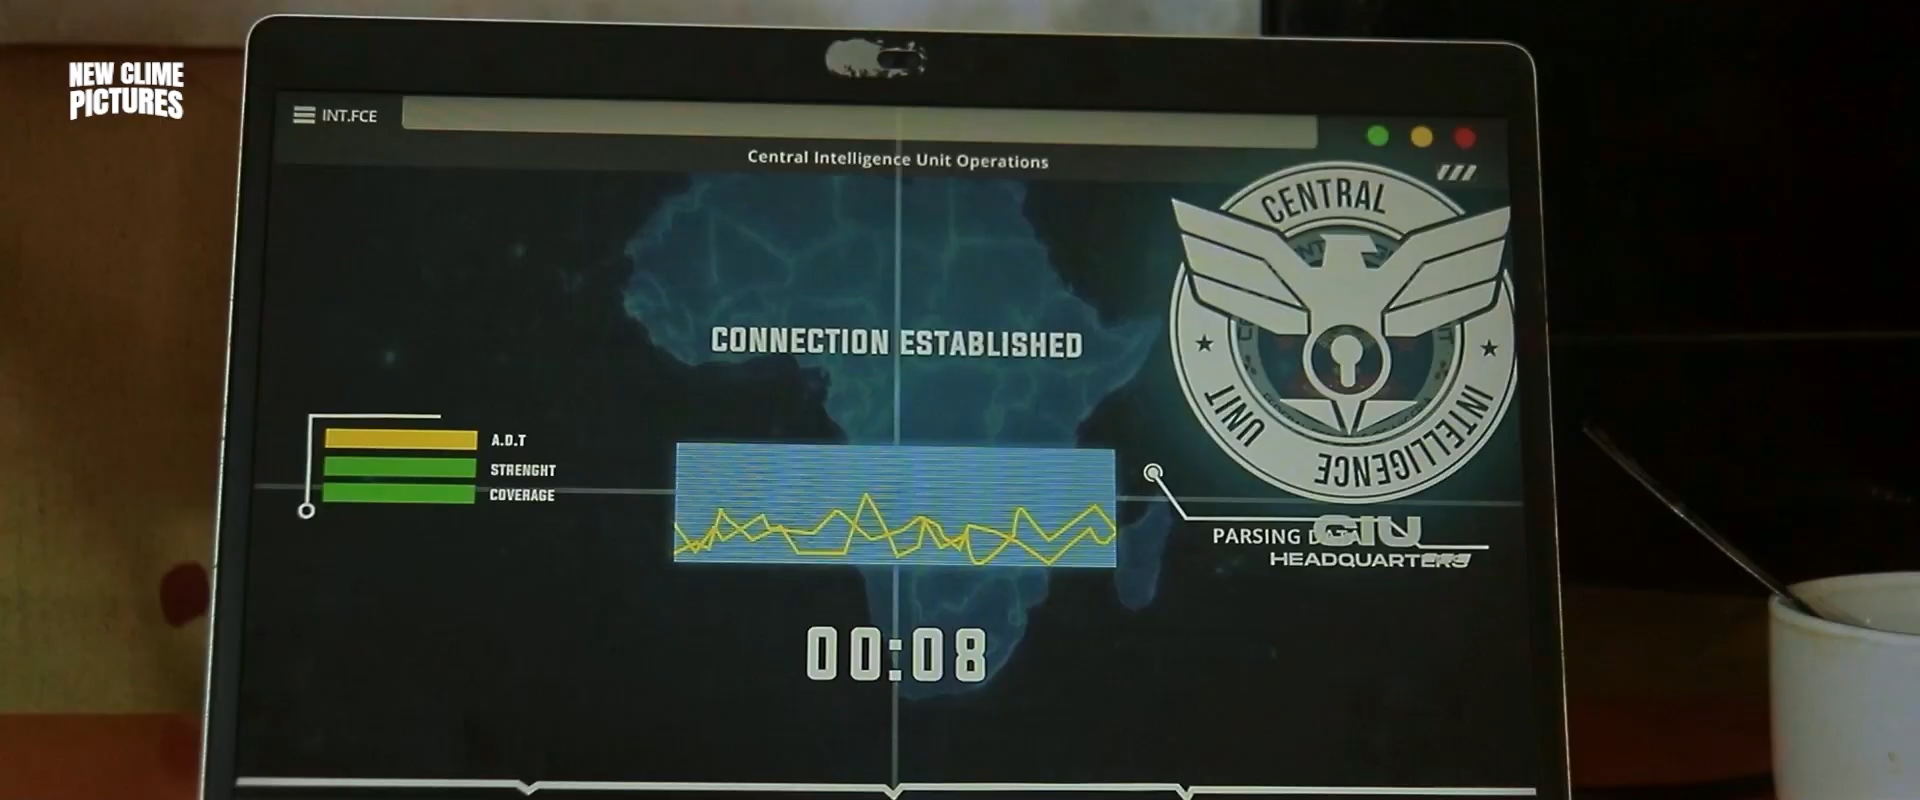 NEW CLIME
PICTURES
INT.FCE
Central Intelligence Unit Operations
CENTRAL
INTELLIGENCE
UNIT
CONNECTION ESTABLISHED
A.D.T
STRENGHT
COVERAGE
PARSING DATA
CIU
HEADQUARTERS
00:08